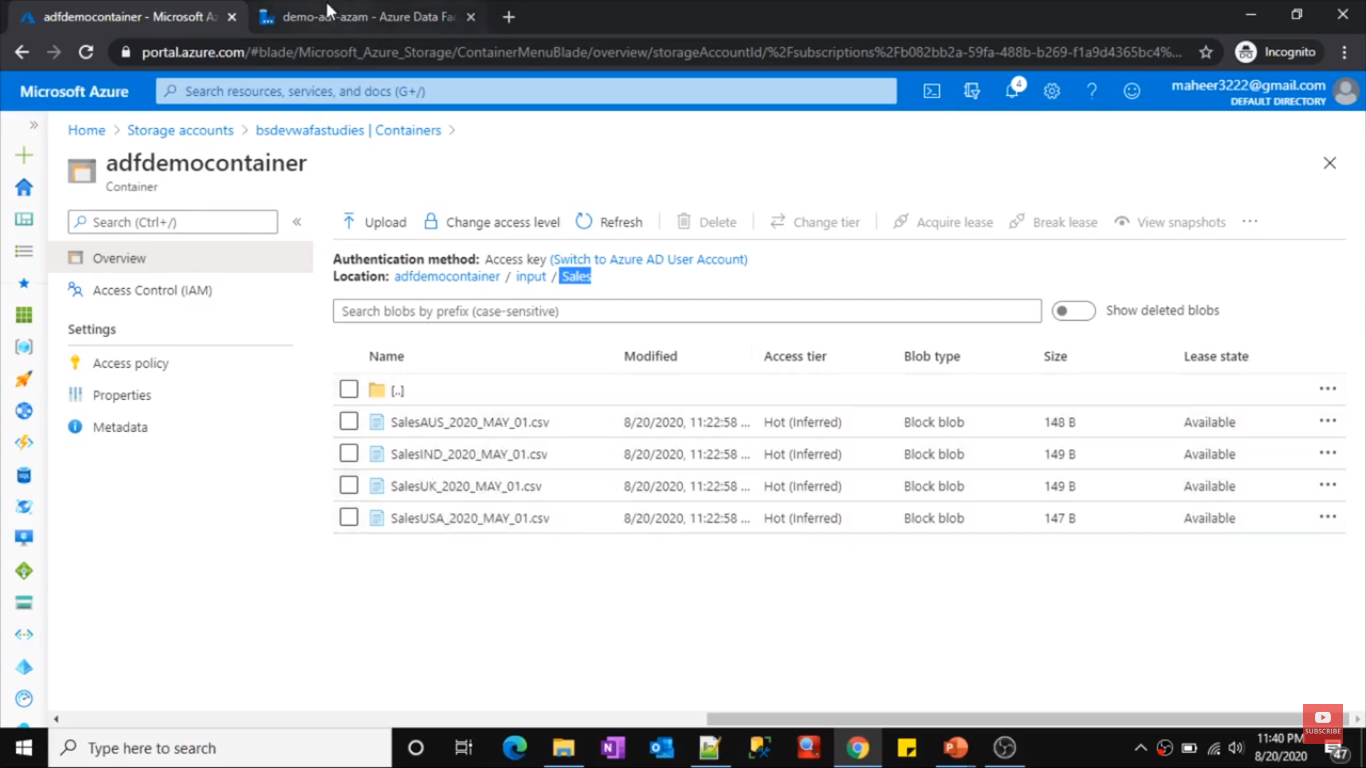 adfdemocontainer - Microsoft Az
demo-adf-azam - Azure Data Fac
portal.azure.com/#blade/Microsoft_Azure_Storage/ContainerMenuBlade/overview/storageAccountId/%2Fsubscriptions%2Fb082bb2a-59fa-488b-b269-f1a9d4365bc4%...
Incognito
Microsoft Azure
Search resources, services, and docs (G+/)
4
maheer3222@gmail.com
DEFAULT DIRECTORY
Home > Storage accounts > bsdevwafastudies | Containers >
adfdemocontainer
Container
Search (Ctrl+/)
Upload
Change access level
Refresh
Delete
Change tier
Acquire lease
Break lease
View snapshots
Overview
Access Control (IAM)
Settings
Access policy
Properties
Metadata
Authentication method: Access key (Switch to Azure AD User Account)
Location: adfdemocontainer / input / Sales
Search blobs by prefix (case-sensitive)
Show deleted blobs
Name Modified Access tier Blob type Size Lease state
[..]
SalesAUS_2020_MAY_01.csv 8/20/2020, 11:22:58 ... Hot (Inferred) Block blob 148 B Available
SalesIND_2020_MAY_01.csv 8/20/2020, 11:22:58 ... Hot (Inferred) Block blob 149 B Available
SalesUK_2020_MAY_01.csv 8/20/2020, 11:22:58 ... Hot (Inferred) Block blob 149 B Available
SalesUSA_2020_MAY_01.csv 8/20/2020, 11:22:58 ... Hot (Inferred) Block blob 147 B Available
SUBSCRIBE
Type here to search
11:40 PM
8/20/2020
47